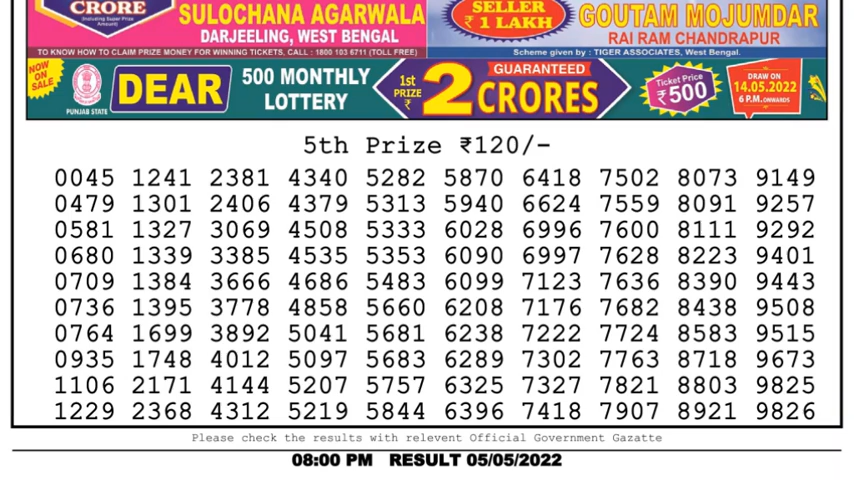 CRORE
(Including Super Prize Amount)
SULOCHANA AGARWALA
DARJEELING, WEST BENGAL
TO KNOW HOW TO CLAIM PRIZE MONEY FOR WINNING TICKETS, CALL : 1800 103 6711 (TOLL FREE)
SELLER
₹ 1 LAKH
GOUTAM MOJUMDAR
RAI RAM CHANDRAPUR
Scheme given by : TIGER ASSOCIATES, West Bengal.
NOW ON SALE
PUNJAB STATE
DEAR
500 MONTHLY
LOTTERY
1st
PRIZE
₹
2
GUARANTEED
CRORES
Ticket Price
₹500
DRAW ON
14.05.2022
6 P.M. ONWARDS
5th Prize ₹120/-
0045 1241 2381 4340 5282 5870 6418 7502 8073 9149
0479 1301 2406 4379 5313 5940 6624 7559 8091 9257
0581 1327 3069 4508 5333 6028 6996 7600 8111 9292
0680 1339 3385 4535 5353 6090 6997 7628 8223 9401
0709 1384 3666 4686 5483 6099 7123 7636 8390 9443
0736 1395 3778 4858 5660 6208 7176 7682 8438 9508
0764 1699 3892 5041 5681 6238 7222 7724 8583 9515
0935 1748 4012 5097 5683 6289 7302 7763 8718 9673
1106 2171 4144 5207 5757 6325 7327 7821 8803 9825
1229 2368 4312 5219 5844 6396 7418 7907 8921 9826
Please check the results with relevent Official Government Gazatte
08:00 PM RESULT 05/05/2022